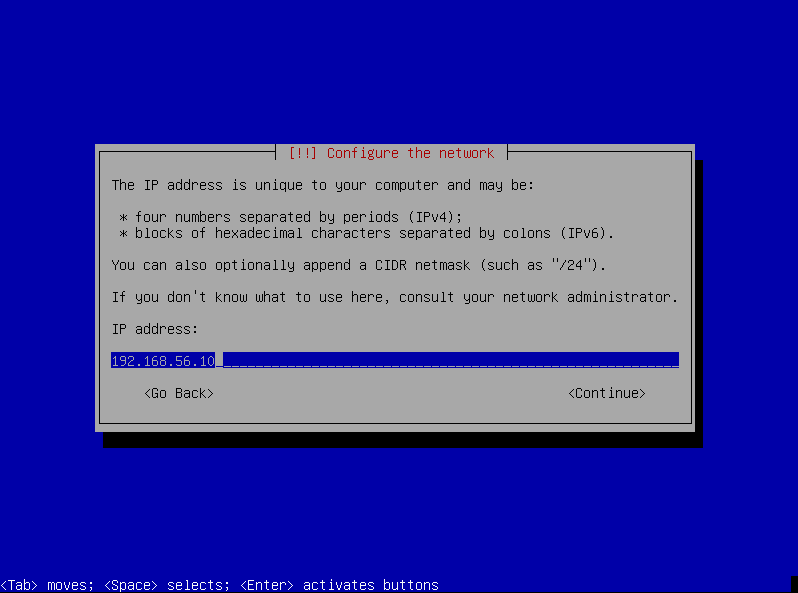 [!!] Configure the network
The IP address is unique to your computer and may be:
* four numbers separated by periods (IPv4);
* blocks of hexadecimal characters separated by colons (IPv6).
You can also optionally append a CIDR netmask (such as "/24").
If you don't know what to use here, consult your network administrator.
IP address:
192.168.56.10
<Go Back> <Continue>
<Tab> moves; <Space> selects; <Enter> activates buttons